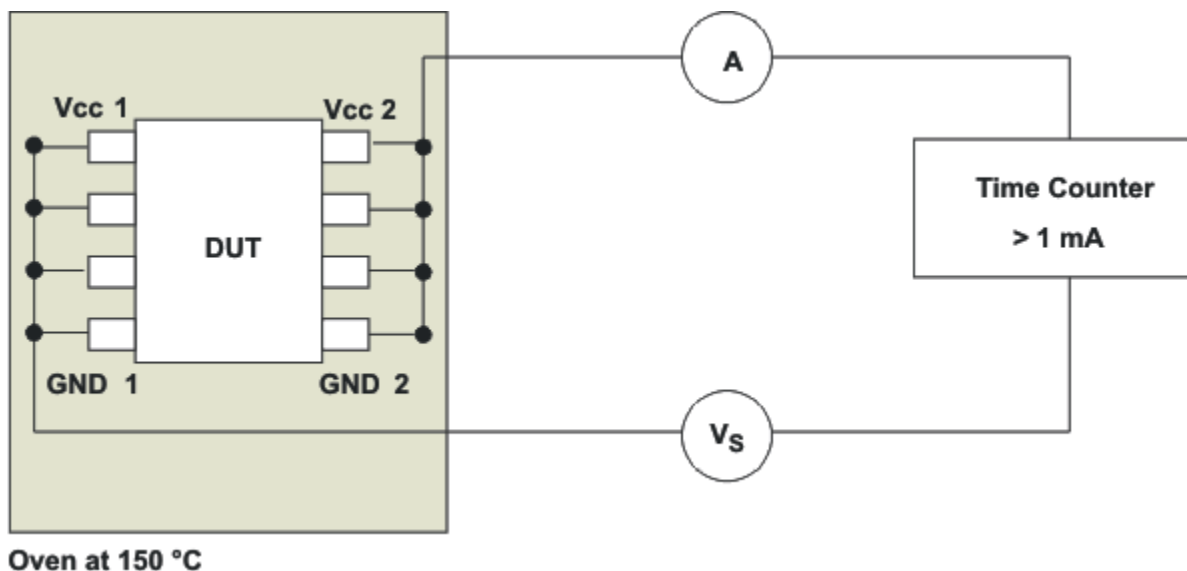 A
Vcc 1
Vcc 2
Time Counter
> 1 mA
DUT
GND 1
GND 2
VS
Oven at 150 °C